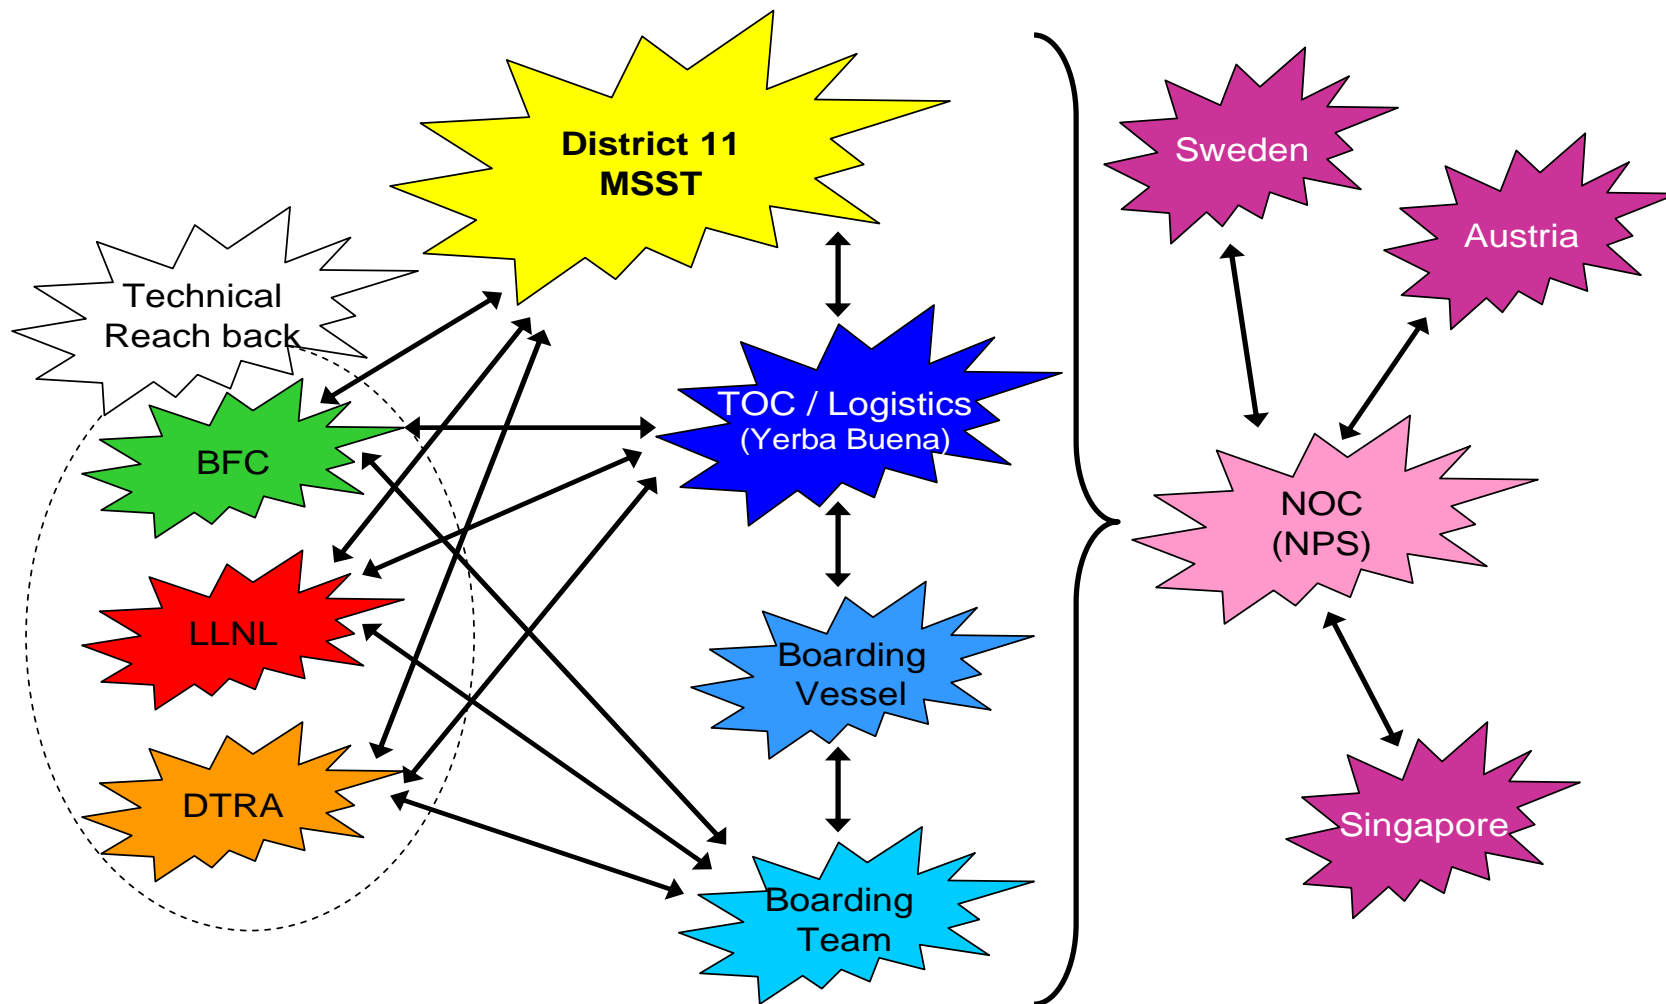 District 11
MSST
Technical
Reach back
BFC
LLNL
DTRA
TOC / Logistics
(Yerba Buena)
Boarding
Vessel
Boarding
Team
Sweden
Austria
NOC
(NPS)
Singapore